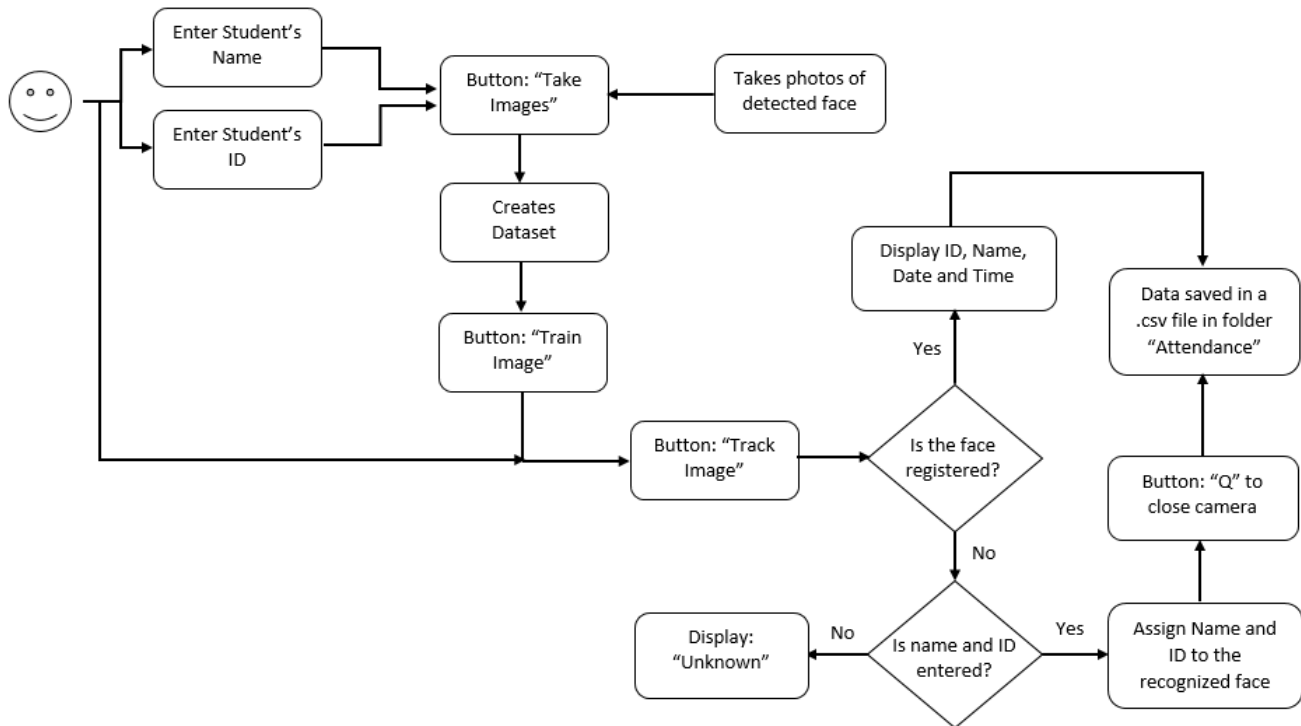 Enter Student’s
Name
Enter Student’s
ID
Button: “Take
Images”
Takes photos of
detected face
Creates
Dataset
Button: “Train
Image”
Button: “Track
Image”
Is the face
registered?
Yes
Display ID, Name,
Date and Time
Data saved in a
.csv file in folder
“Attendance”
No
Is name and ID
entered?
No
Display:
“Unknown”
Yes
Assign Name and
ID to the
recognized face
Button: “Q” to
close camera